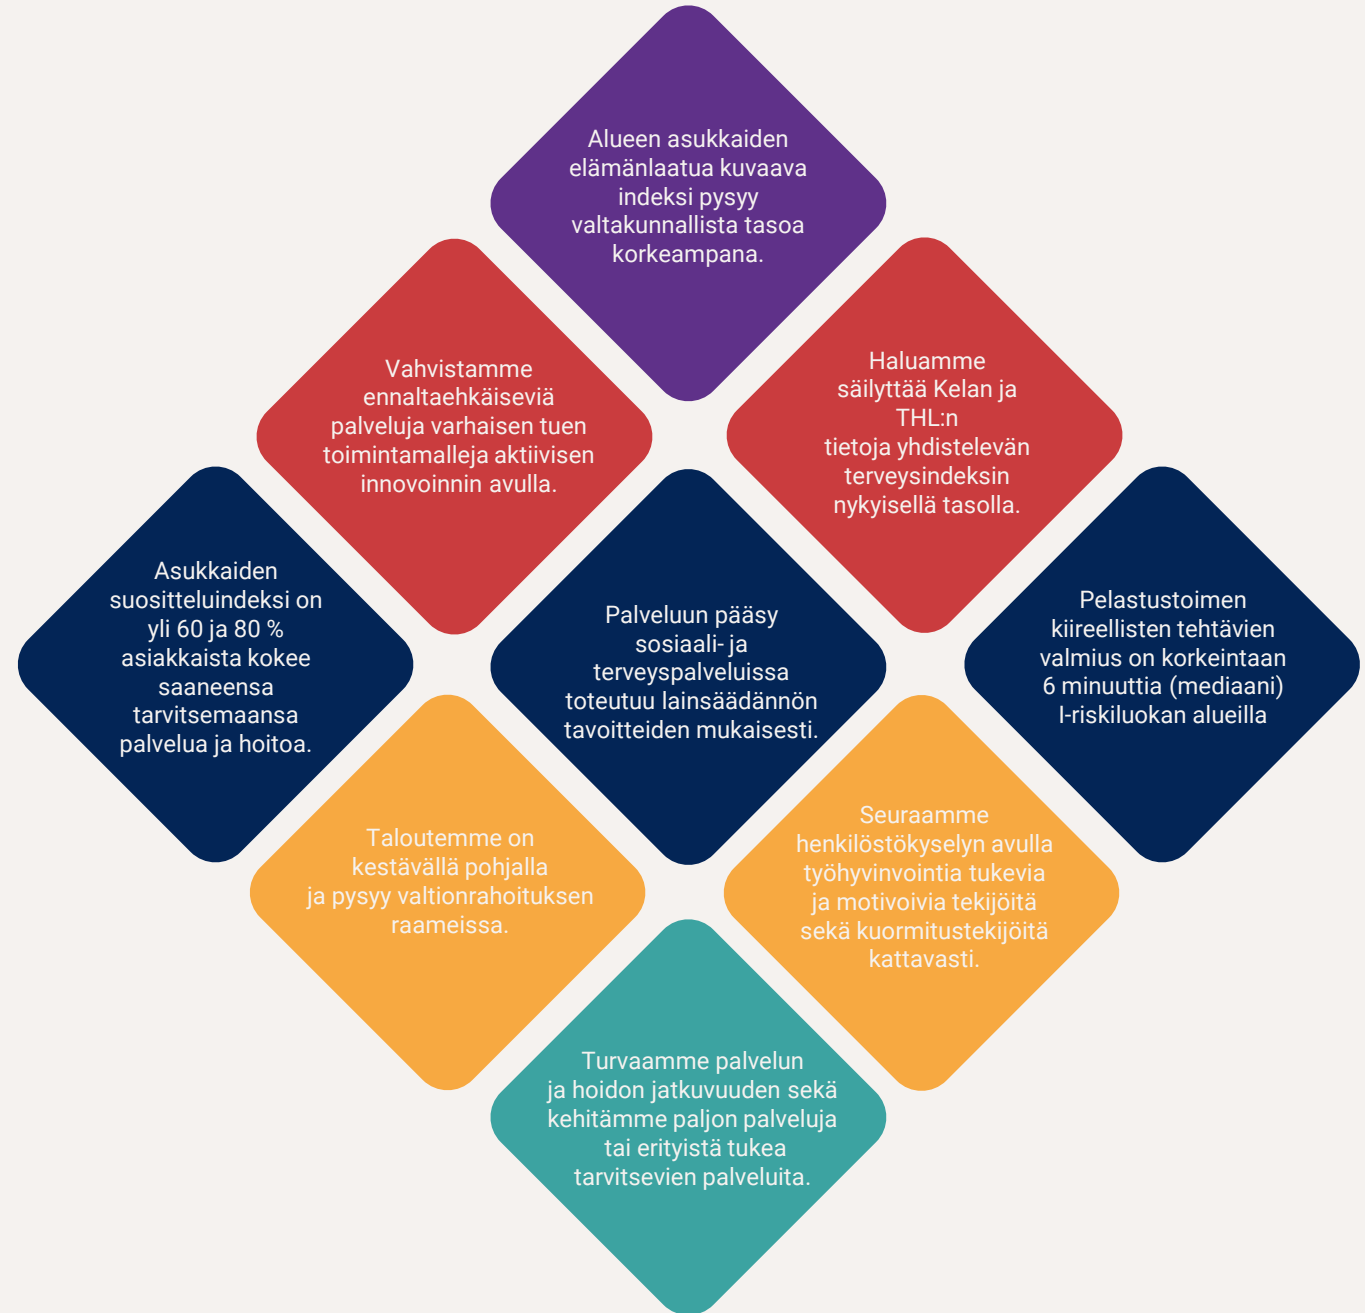 Alueen asukkaiden
elämänlaatua kuvaava
indeksi pysyy
valtakunnallista tasoa
korkeampana.
Vahvistamme
ennaltaehkäiseviä
palveluja varhaisen tuen
toimintamalleja aktiivisen
innovoinnin avulla.
Haluamme
säilyttää Kelan ja
THL:n
tietoja yhdistelevän
terveysindeksin
nykyisellä tasolla.
Asukkaiden
suositteluindeksi on
yli 60 ja 80 %
asiakkaista kokee
saaneensa
tarvitsemaansa
palvelua ja hoitoa.
Palveluun pääsy
sosiaali- ja
terveyspalveluissa
toteutuu lainsäädännön
tavoitteiden mukaisesti.
Pelastustoimen
kiireellisten tehtävien
valmius on korkeintaan
6 minuuttia (mediaani)
I-riskiluokan alueilla
Taloutemme on
kestävällä pohjalla
ja pysyy valtionrahoituksen
raameissa.
Seuraamme
henkilöstökyselyn avulla
työhyvinvointia tukevia
ja motivoivia tekijöitä
sekä kuormitustekijöitä
kattavasti.
Turvaamme palvelun
ja hoidon jatkuvuuden sekä
kehitämme paljon palveluja
tai erityistä tukea
tarvitsevien palveluita.